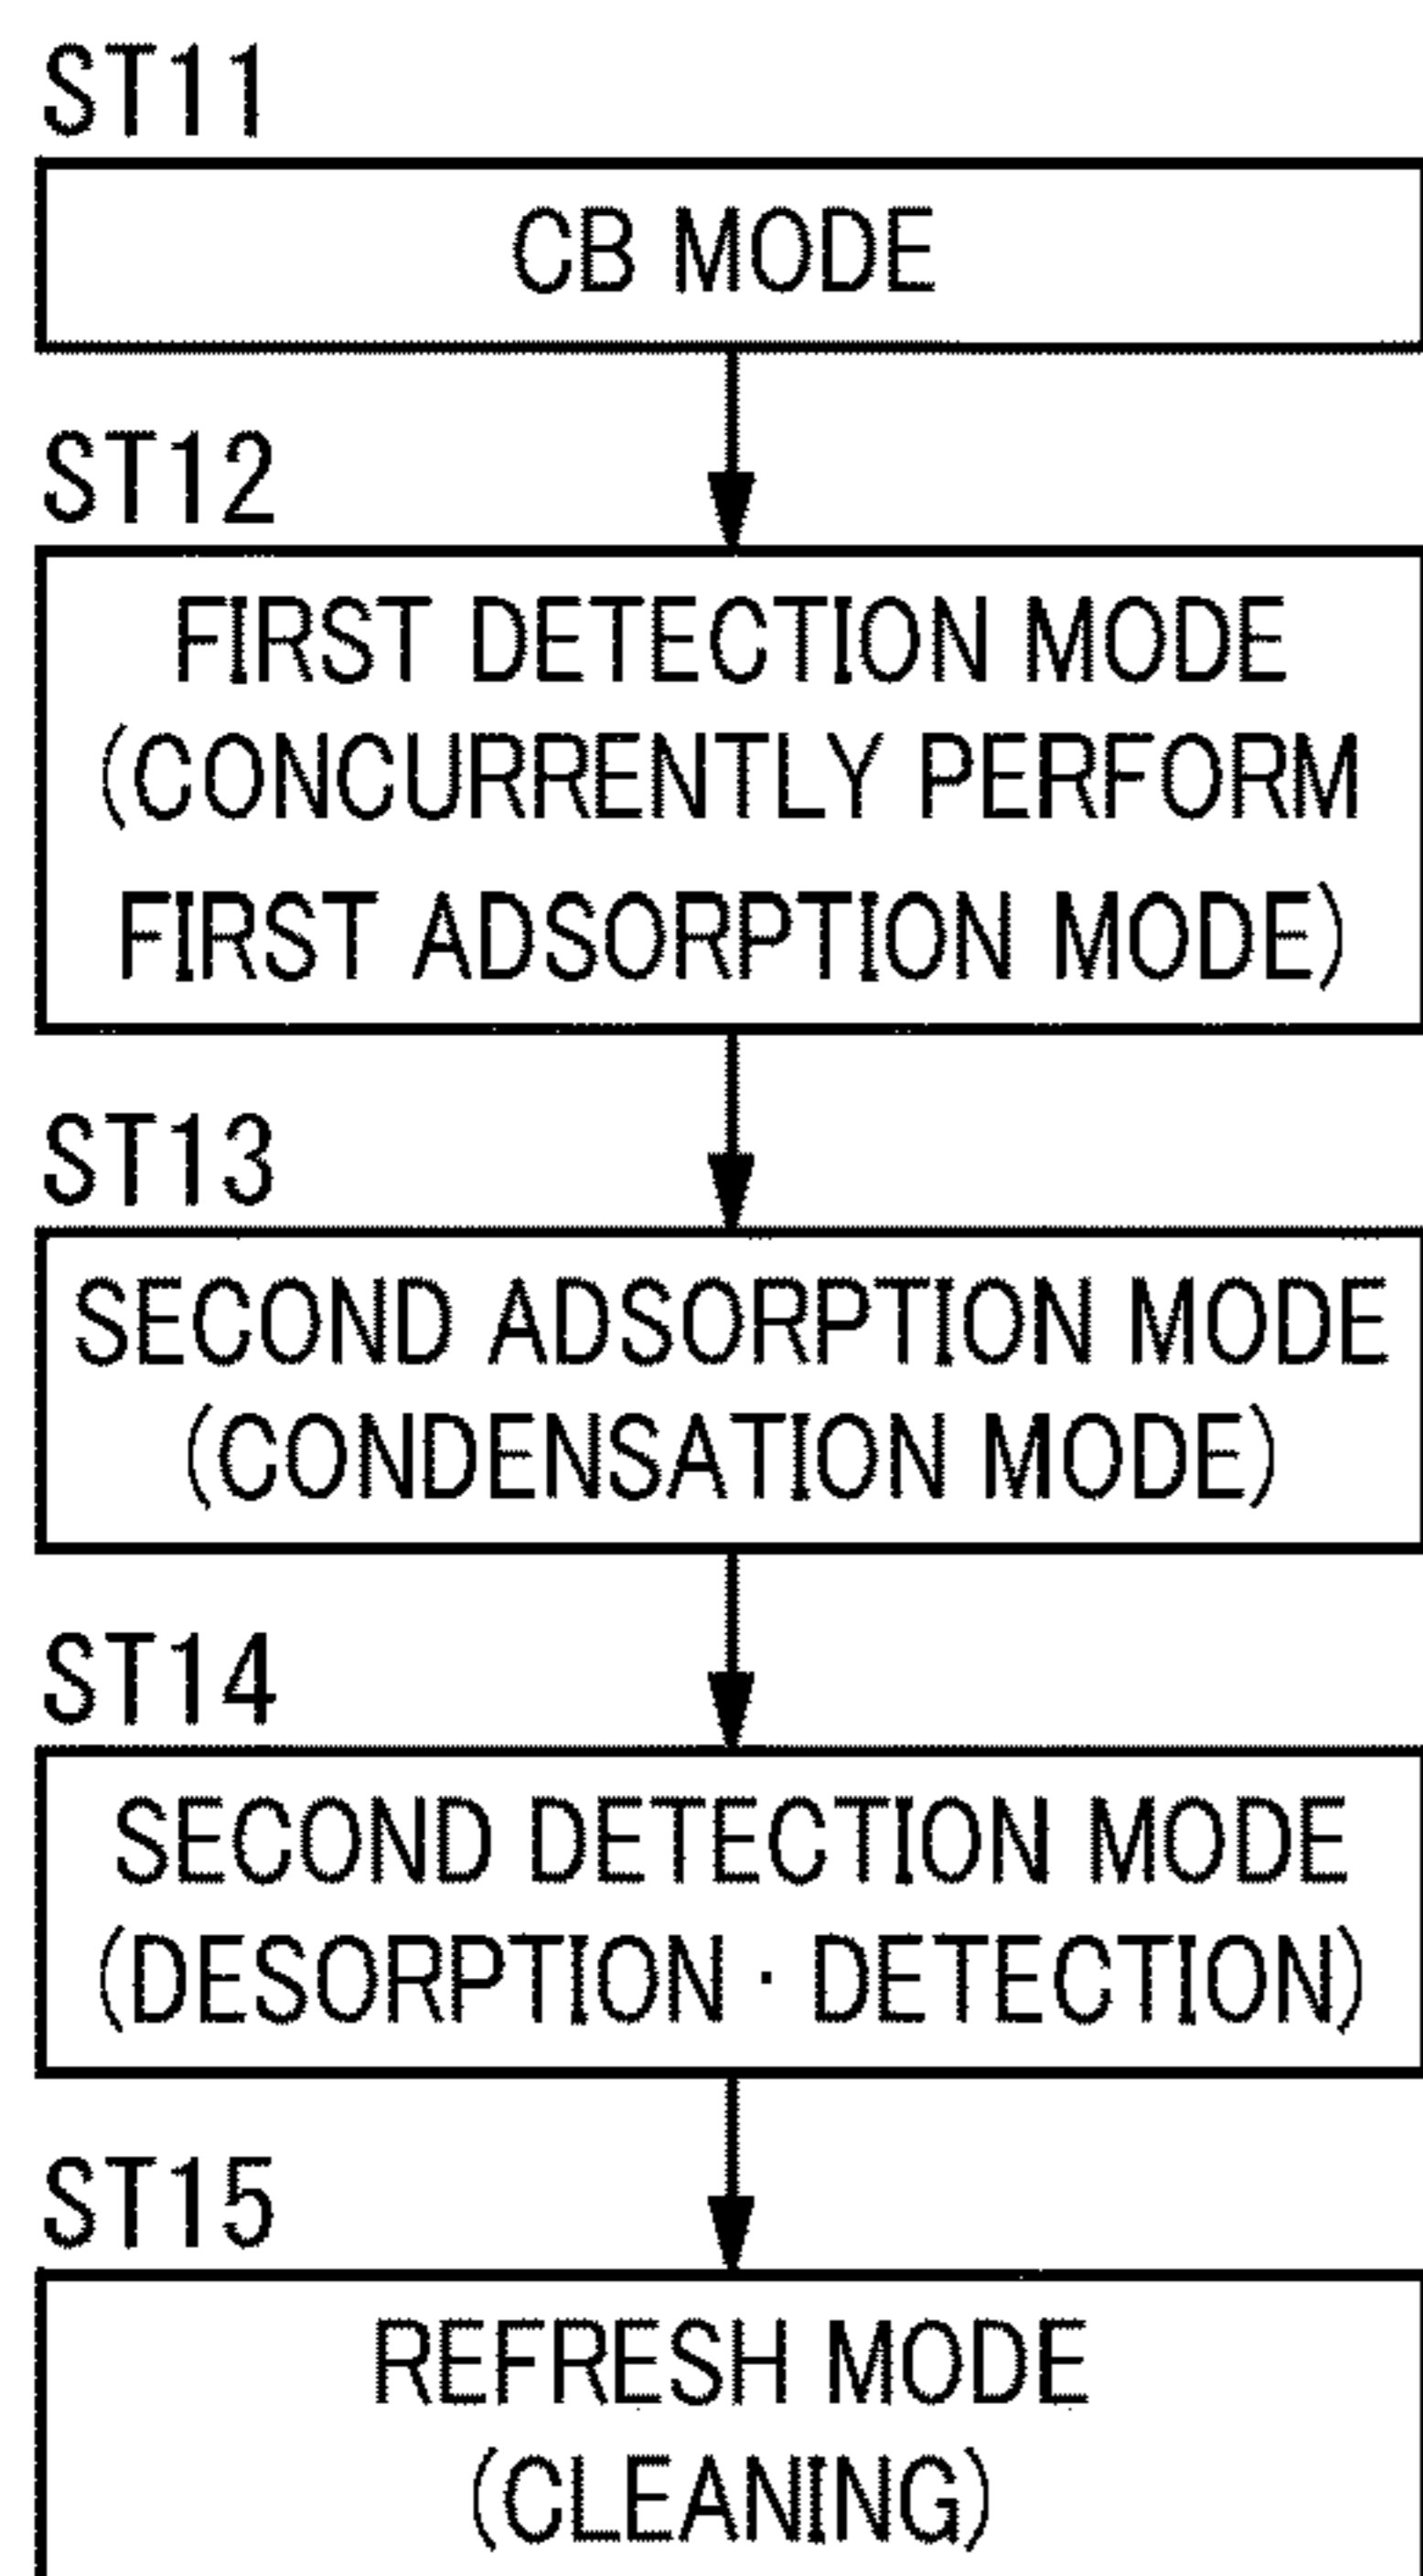 ST11
CB MODE
ST12
FIRST DETECTION MODE
(CONCURRENTLY PERFORM
FIRST ADSORPTION MODE)
ST13
SECOND ADSORPTION MODE
(CONDENSATION MODE)
ST14
SECOND DETECTION MODE
(DESORPTION · DETECTION)
ST15
REFRESH MODE
(CLEANING)